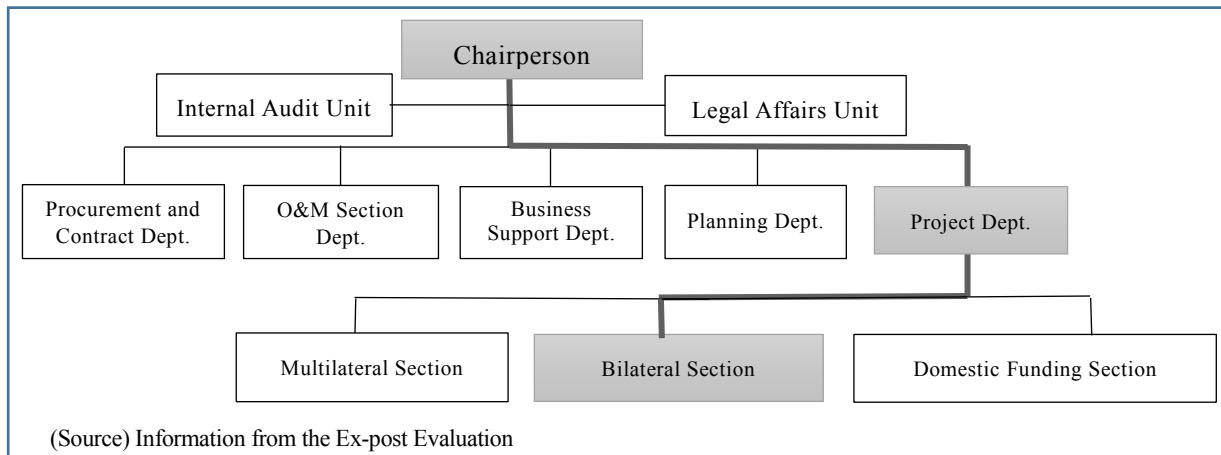 Chairperson
Internal Audit Unit
Legal Affairs Unit
Procurement and
Contract Dept.
O&M Section
Dept.
Business
Support Dept.
Planning Dept.
Project Dept.
Multilateral Section
Bilateral Section
Domestic Funding Section
(Source) Information from the Ex-post Evaluation